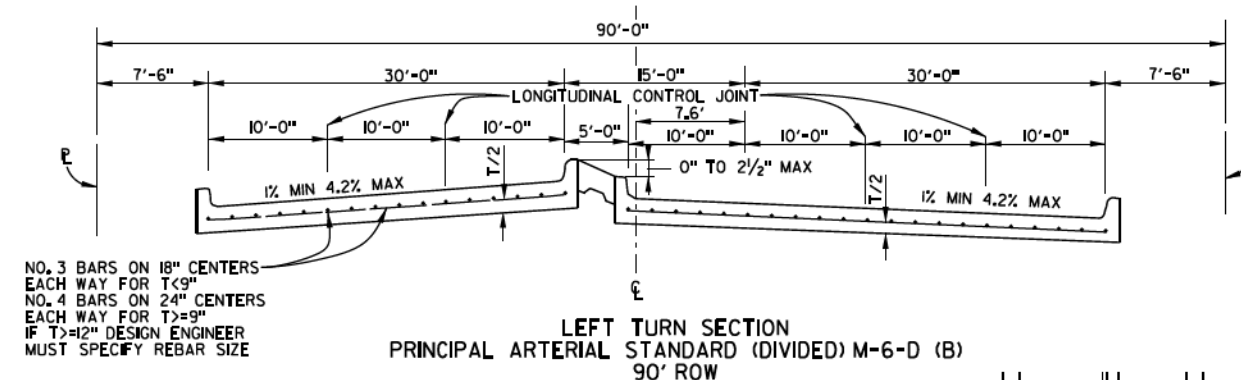 90'-0"
7'-6" 30'-0" 15'-0" 30'-0" 7'-6"
LONGITUDINAL CONTROL JOINT
7.6'
10'-0" 10'-0" 10'-0" 5'-0" 10'-0" 10'-0" 10'-0" 10'-0"
0" TO 2½" MAX
T/2
T/2
1% MIN 4.2% MAX
1% MIN 4.2% MAX
℄
NO. 3 BARS ON 18" CENTERS
EACH WAY FOR T<9"
NO. 4 BARS ON 24" CENTERS
EACH WAY FOR T>=9"
IF T>=12" DESIGN ENGINEER
MUST SPECIFY REBAR SIZE
LEFT TURN SECTION
PRINCIPAL ARTERIAL STANDARD (DIVIDED) M-6-D (B)
90' ROW